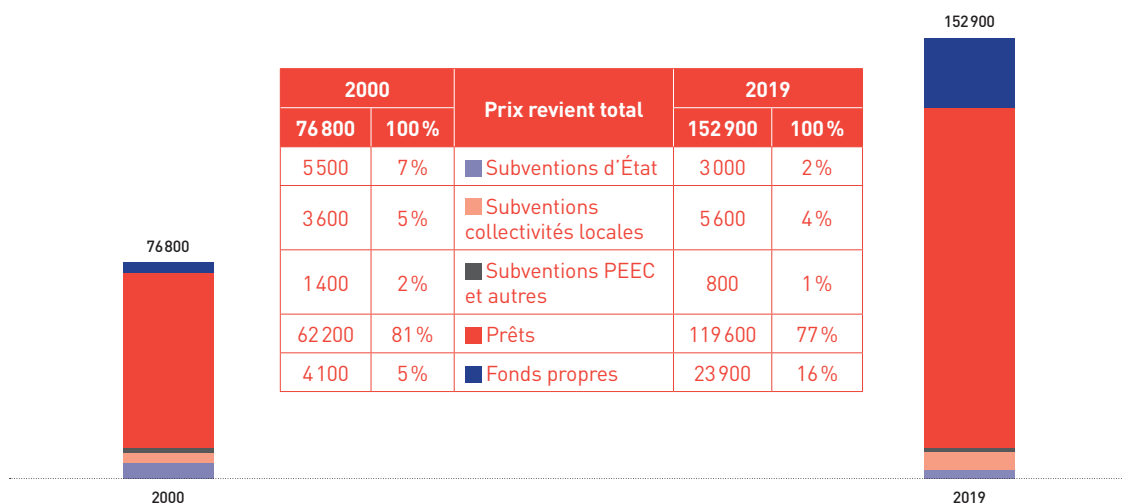 152 900
2000 Prix revient total 2019
76 800 100 % 152 900 100 %
5 500 7 % Subventions d'État 3 000 2 %
3 600 5 % Subventions
collectivités locales 5 600 4 %
1 400 2 % Subventions PEEC
et autres 800 1 %
62 200 81 % Prêts 119 600 77 %
4 100 5 % Fonds propres 23 900 16 %
76 800
2000 2019